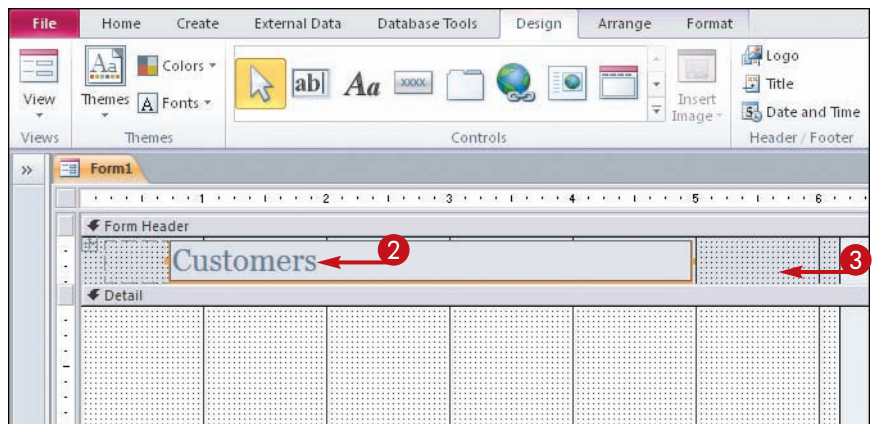 File Home Create External Data Database Tools Design Arrange Format
View Themes Aa Colors A Fonts ab Aa XXXX Insert Image Logo Title 5 Date and Time
Views Themes Controls Header / Footer
» Form1
1 2 3 4 5 6
Form Header
Customers 2 3
Detail